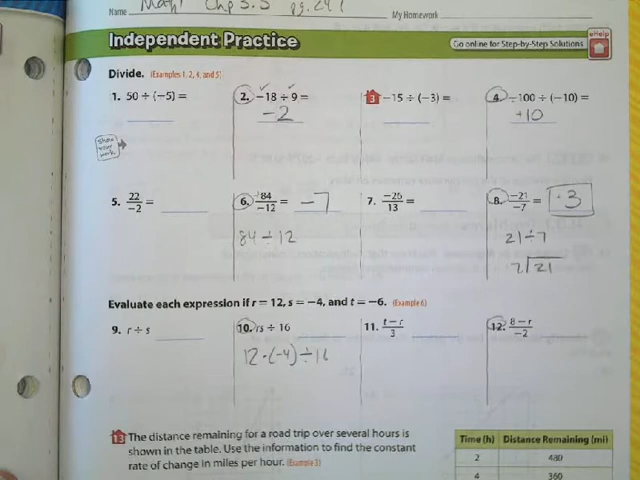 Name Math Chp 3.5 pg. 241
My Homework
Independent Practice
Go online for Step-by-Step Solutions
eHelp
Divide. (Examples 1, 2, 4, and 5)
1. 50 ÷ (−5) =
2. −18 ÷ 9 =
−2
3 −15 ÷ (−3) =
4. −100 ÷ (−10) =
+10
Show your work
5. 22/−2 =
6. 84/−12 = −7
84 ÷ 12
7. −26/13 =
8. −21/−7 = 3
21 ÷ 7
7 21
Evaluate each expression if r = 12, s = −4, and t = −6. (Example 6)
9. r ÷ s
10. rs ÷ 16
12 · (-4) ÷ 16
11. t − r/3
12. 8 − r/−2
13 The distance remaining for a road trip over several hours is
shown in the table. Use the information to find the constant
rate of change in miles per hour. (Example 3)
Time (h) Distance Remaining (mi)
2 480
4 360